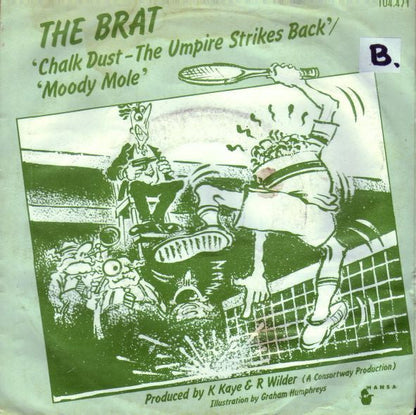 104.471
THE BRAT
'Chalk Dust-The Umpire Strikes Back'/
'Moody Mole'
B.
Produced by K Kaye & R Wilder (A Consortway Production)
Illustration by Graham Humphreys
HANSA